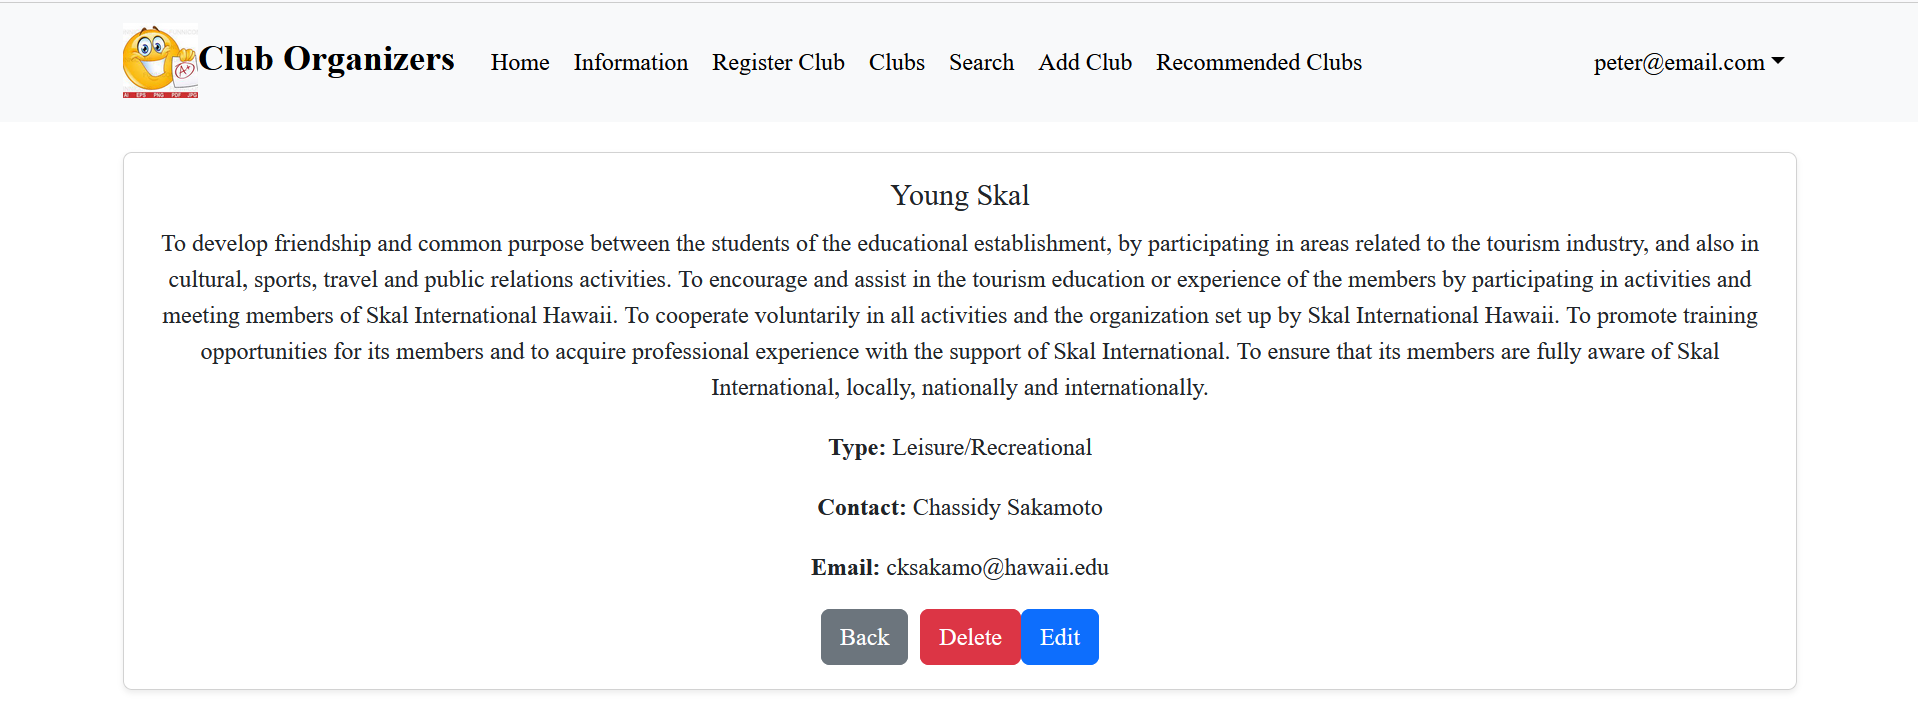 Club Organizers
Home Information Register Club Clubs Search Add Club Recommended Clubs
peter@email.com
A+
AI EPS PNG PDF JPG
Young Skal
To develop friendship and common purpose between the students of the educational establishment, by participating in areas related to the tourism industry, and also in
cultural, sports, travel and public relations activities. To encourage and assist in the tourism education or experience of the members by participating in activities and
meeting members of Skal International Hawaii. To cooperate voluntarily in all activities and the organization set up by Skal International Hawaii. To promote training
opportunities for its members and to acquire professional experience with the support of Skal International. To ensure that its members are fully aware of Skal
International, locally, nationally and internationally.
Type: Leisure/Recreational
Contact: Chassidy Sakamoto
Email: cksakamo@hawaii.edu
Back Delete Edit